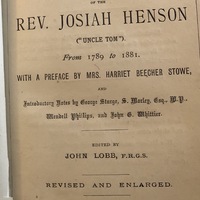 OF THE
REV. JOSIAH HENSON
("UNCLE TOM").
From 1789 to 1881.
WITH A PREFACE BY MRS. HARRIET BEECHER STOWE,
AND
Introductory Notes by George Sturge, S. Morley, Esq., M.P.,
Wendell Phillips, and John G. Whittier.
EDITED BY
JOHN LOBB, F.R.G.S.
REVISED AND ENLARGED.